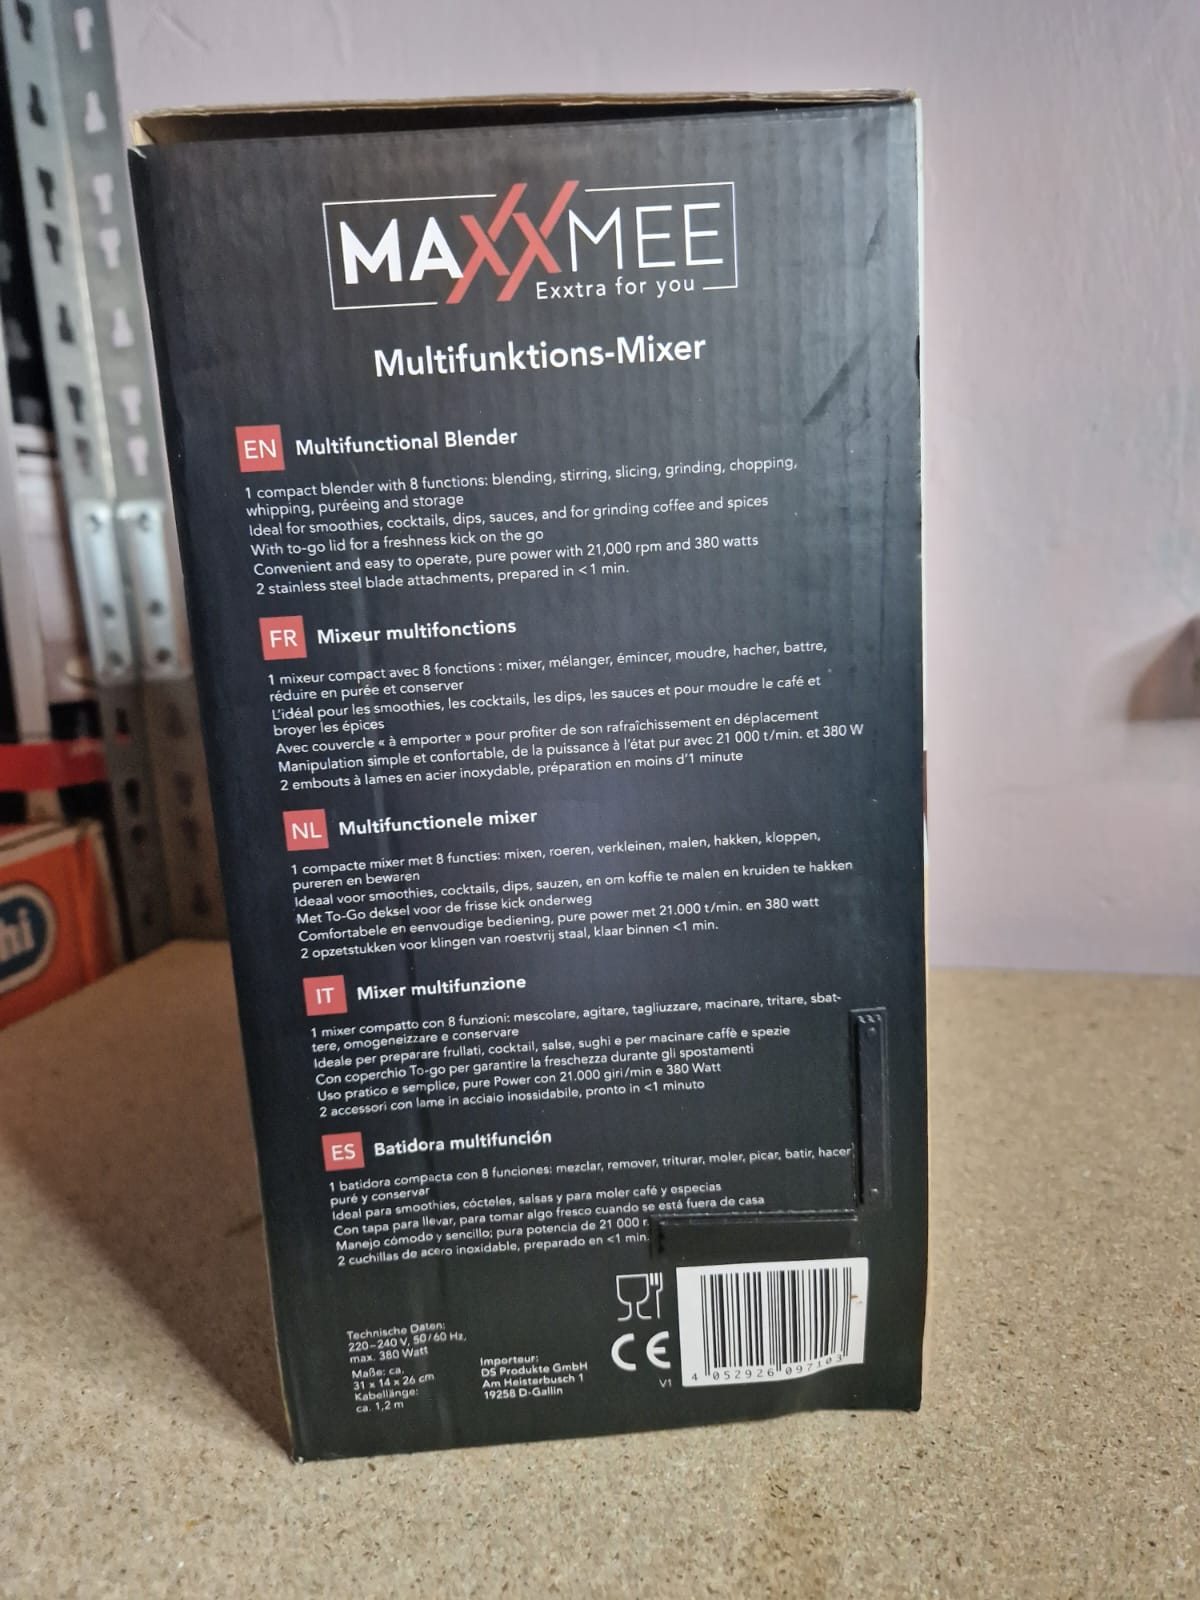 MAXXMEE
Exxtra for you
Multifunktions-Mixer
EN Multifunctional Blender
1 compact blender with 8 functions: blending, stirring, slicing, grinding, chopping,
whipping, puréeing and storage
Ideal for smoothies, cocktails, dips, sauces, and for grinding coffee and spices
With to-go lid for a freshness kick on the go
Convenient and easy to operate, pure power with 21,000 rpm and 380 watts
2 stainless steel blade attachments, prepared in <1 min.
FR Mixeur multifonctions
1 mixeur compact avec 8 fonctions : mixer, mélanger, émincer, moudre, hacher, battre,
réduire en purée et conserver
L'idéal pour les smoothies, les cocktails, les dips, les sauces et pour moudre le café et
broyer les épices
Avec couvercle « à emporter » pour profiter de son rafraîchissement en déplacement
Manipulation simple et confortable, de la puissance à l'état pur avec 21 000 t/min. et 380 W
2 embouts à lames en acier inoxydable, préparation en moins d'1 minute
NL Multifunctionele mixer
1 compacte mixer met 8 functies: mixen, roeren, verkleinen, malen, hakken, kloppen,
pureren en bewaren
Ideaal voor smoothies, cocktails, dips, sauzen, en om koffie te malen en kruiden te hakken
Met To-Go deksel voor de frisse kick onderweg
Comfortabele en eenvoudige bediening, pure power met 21.000 t/min. en 380 watt
2 opzetstukken voor klingen van roestvrij staal, klaar binnen <1 min.
IT Mixer multifunzione
1 mixer compatto con 8 funzioni: mescolare, agitare, tagliuzzare, macinare, tritare, sbat-
tere, omogeneizzare e conservare
Ideale per preparare frullati, cocktail, salse, sughi e per macinare caffè e spezie
Con coperchio To-go per garantire la freschezza durante gli spostamenti
Uso pratico e semplice, pure Power con 21.000 giri/min e 380 Watt
2 accessori con lame in acciaio inossidabile, pronto in <1 minuto
ES Batidora multifunción
1 batidora compacta con 8 funciones: mezclar, remover, triturar, moler, picar, batir, hacer
puré y conservar
Ideal para smoothies, cócteles, salsas y para moler café y especias
Con tapa para llevar, para tomar algo fresco cuando se está fuera de casa
Manejo cómodo y sencillo; pura potencia de 21 000 r
2 cuchillas de acero inoxidable, preparado en <1 min.
Technische Daten:
220–240 V, 50/60 Hz,
max. 380 Watt
Maße: ca.
31 x 14 x 26 cm
Kabellänge:
ca. 1,2 m
Importeur:
DS Produkte GmbH
Am Heisterbusch 1
19258 D-Gallin
CE
V1
4 052926 097103
hi